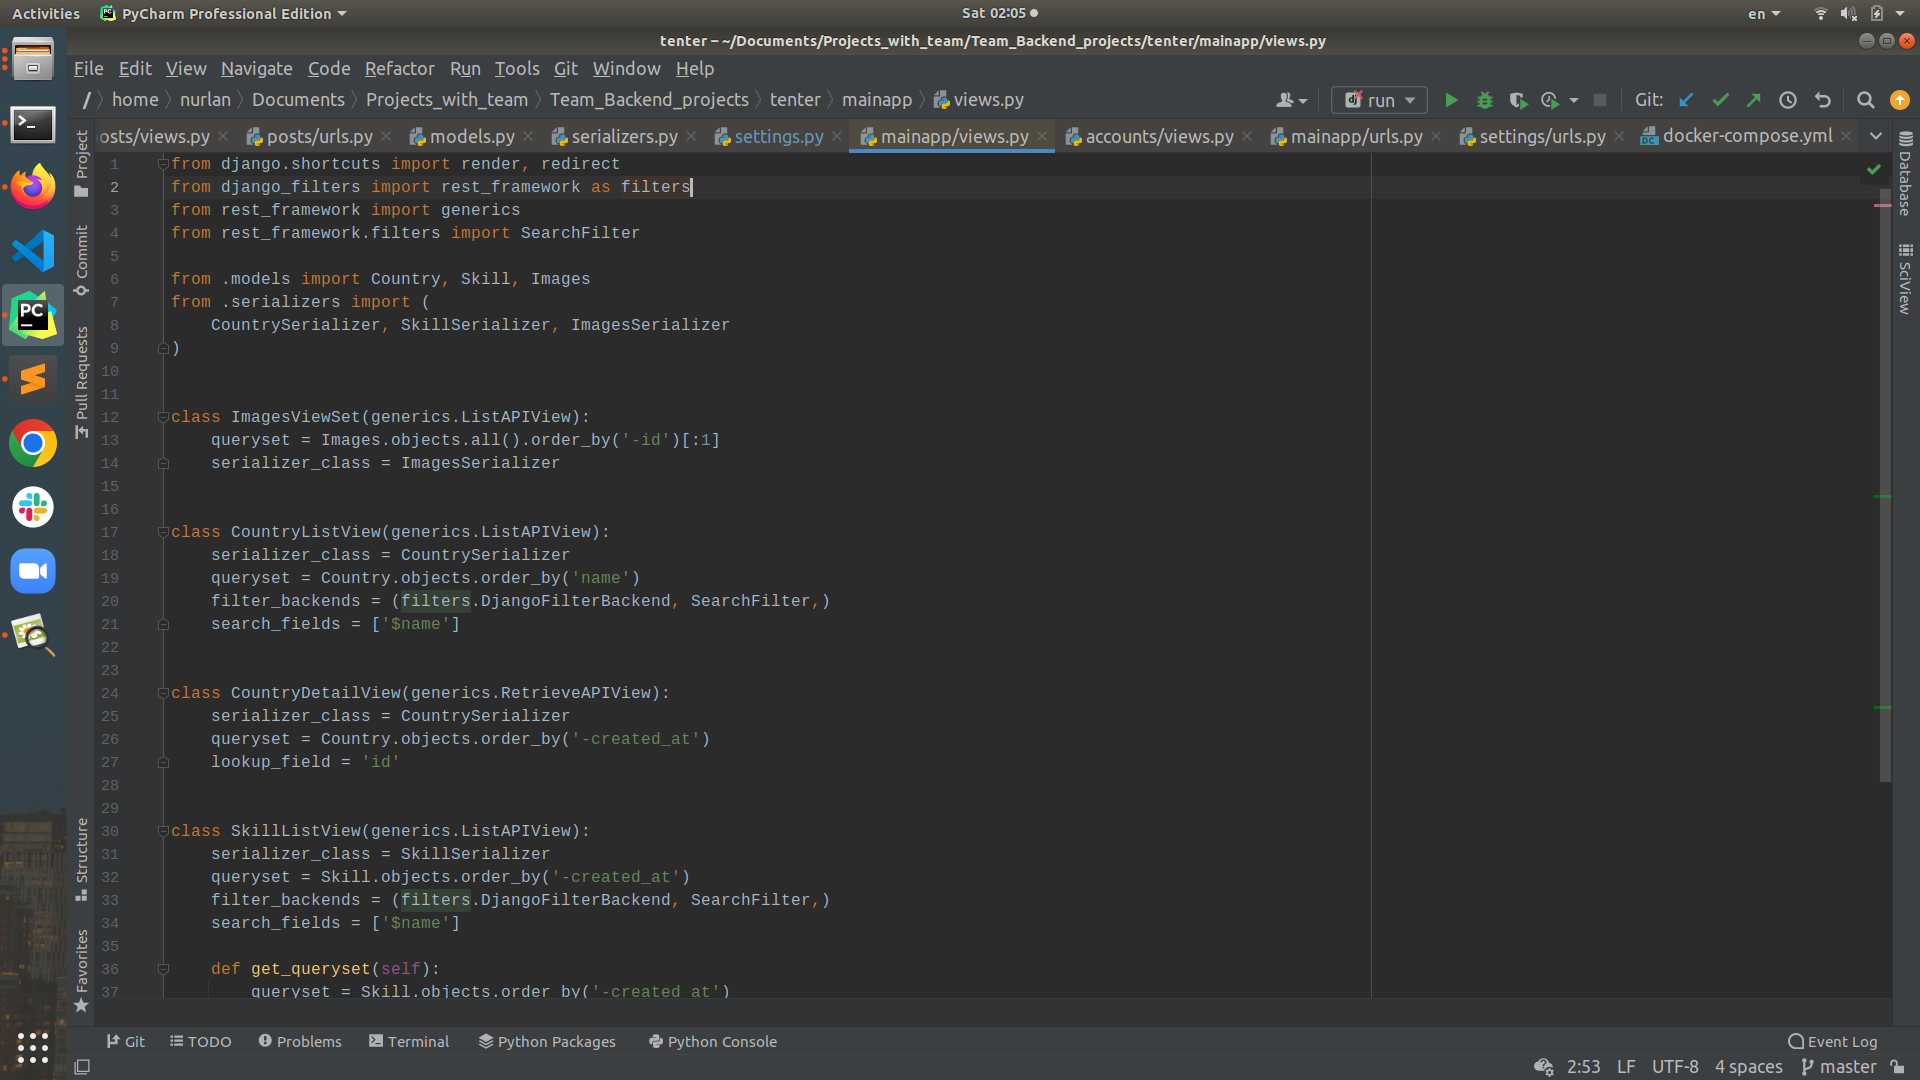 Activities PyCharm Professional Edition Sat 02:05 en
tenter – ~/Documents/Projects_with_team/Team_Backend_projects/tenter/mainapp/views.py
File Edit View Navigate Code Refactor Run Tools Git Window Help
/ home nurlan Documents Projects_with_team Team_Backend_projects tenter mainapp views.py run Git:
osts/views.py posts/urls.py models.py serializers.py settings.py mainapp/views.py accounts/views.py mainapp/urls.py settings/urls.py docker-compose.yml
Project
Commit
Pull Requests
Structure
Favorites
Database
SciView
1 from django.shortcuts import render, redirect
2 from django_filters import rest_framework as filters
3 from rest_framework import generics
4 from rest_framework.filters import SearchFilter
5
6 from .models import Country, Skill, Images
7 from .serializers import (
8 CountrySerializer, SkillSerializer, ImagesSerializer
9 )
10
11
12 class ImagesViewSet(generics.ListAPIView):
13 queryset = Images.objects.all().order_by('-id')[:1]
14 serializer_class = ImagesSerializer
15
16
17 class CountryListView(generics.ListAPIView):
18 serializer_class = CountrySerializer
19 queryset = Country.objects.order_by('name')
20 filter_backends = (filters.DjangoFilterBackend, SearchFilter,)
21 search_fields = ['$name']
22
23
24 class CountryDetailView(generics.RetrieveAPIView):
25 serializer_class = CountrySerializer
26 queryset = Country.objects.order_by('-created_at')
27 lookup_field = 'id'
28
29
30 class SkillListView(generics.ListAPIView):
31 serializer_class = SkillSerializer
32 queryset = Skill.objects.order_by('-created_at')
33 filter_backends = (filters.DjangoFilterBackend, SearchFilter,)
34 search_fields = ['$name']
35
36 def get_queryset(self):
37 queryset = Skill.objects.order_by('-created_at')
Git TODO Problems Terminal Python Packages Python Console Event Log
2:53 LF UTF-8 4 spaces master